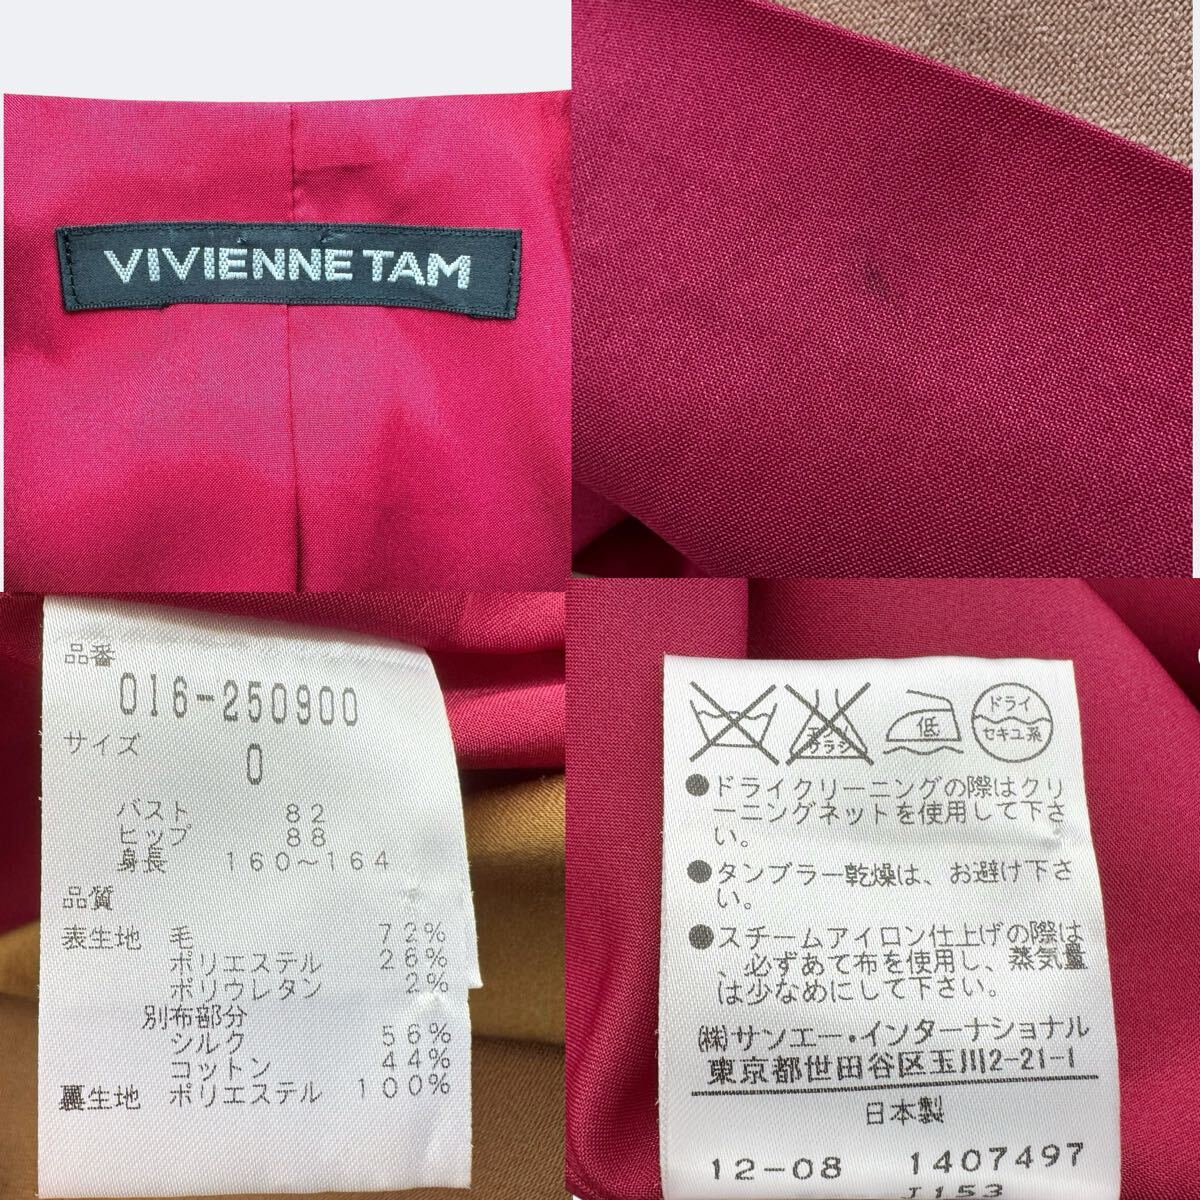 VIVIENNE TAM
品番
016-250900
サイズ
0
バスト 82
ヒップ 88
身長 160〜164
品質
表生地 毛 72%
ポリエステル 26%
ポリウレタン 2%
別布部分
シルク 56%
コットン 44%
裏生地 ポリエステル 100%
エンソ
ブラシ
低
ドライ
セキユ系
●ドライクリーニングの際はクリ
ーニングネットを使用して下さ
い。
●タンブラー乾燥は、お避け下さ
い。
●スチームアイロン仕上げの際は
、必ずあて布を使用し、蒸気量
は少なめにして下さい。
(株)サンエー・インターナショナル
東京都世田谷区玉川2-21-1
日本製
12-08 1407497
J153